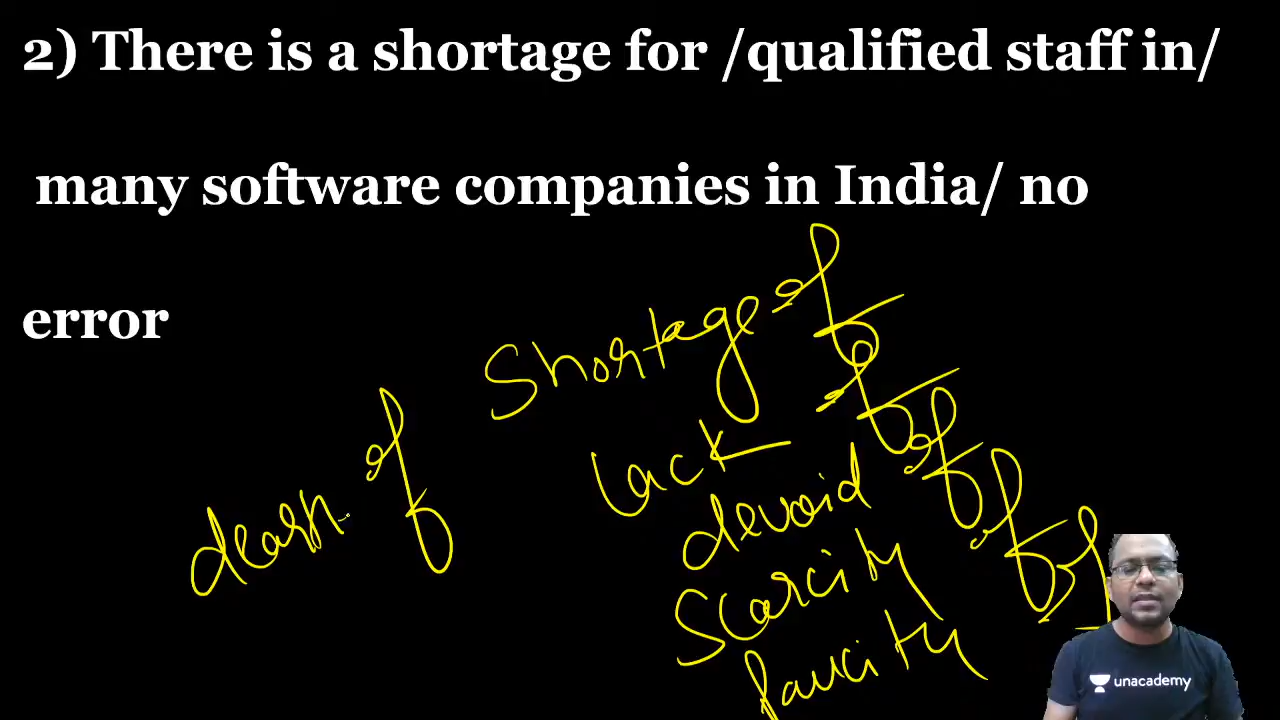 2) There is a shortage for /qualified staff in/
many software companies in India/ no
error
Shortage of
lack of
devoid of
Scarcity of
paucity of
dearth of
unacademy